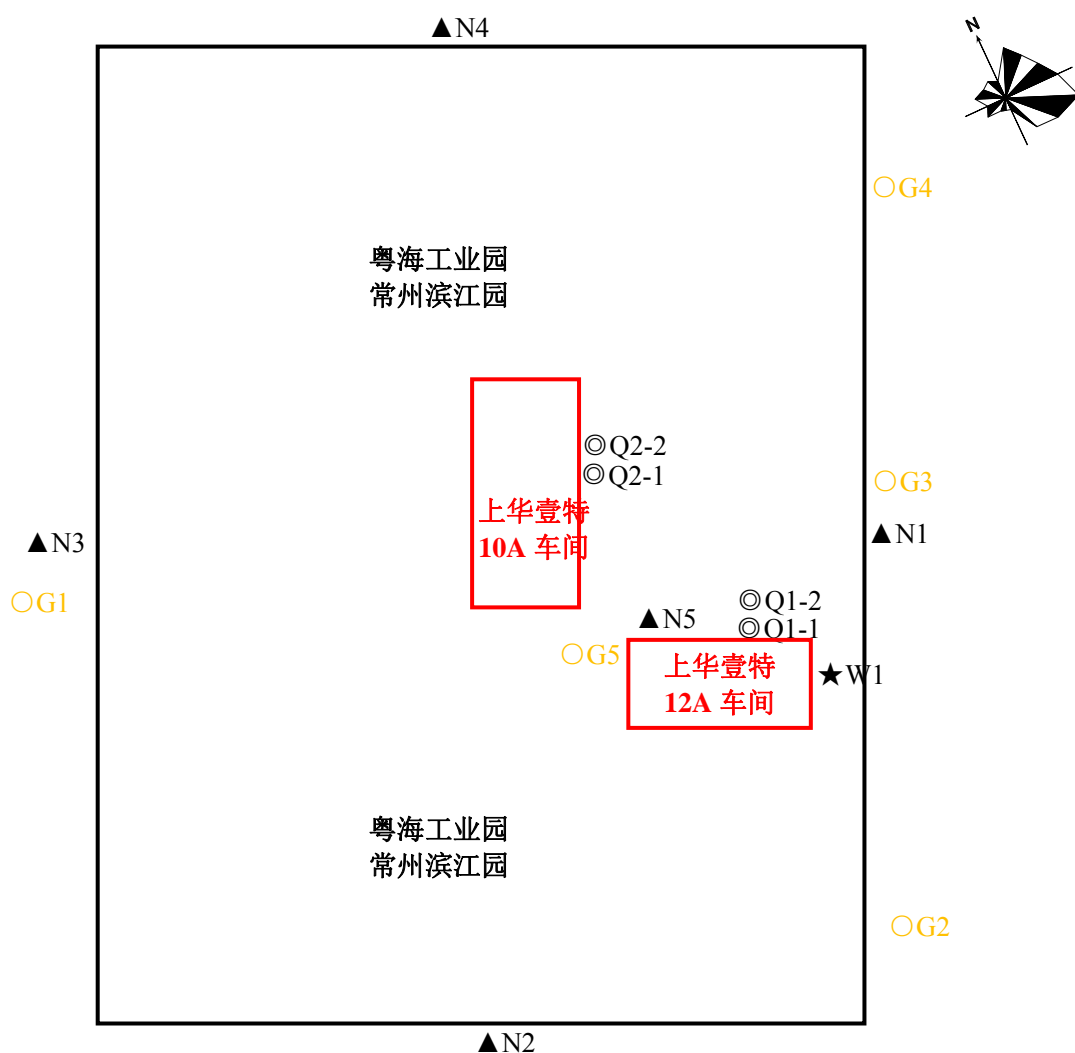 ▲N4
N
○G4
粤海工业园
常州滨江园
◎Q2-2
◎Q2-1
○G3
上华壹特
10A 车间
▲N3
▲N1
○G1
◎Q1-2
▲N5
◎Q1-1
○G5
上华壹特
12A 车间
★W1
粤海工业园
常州滨江园
○G2
▲N2